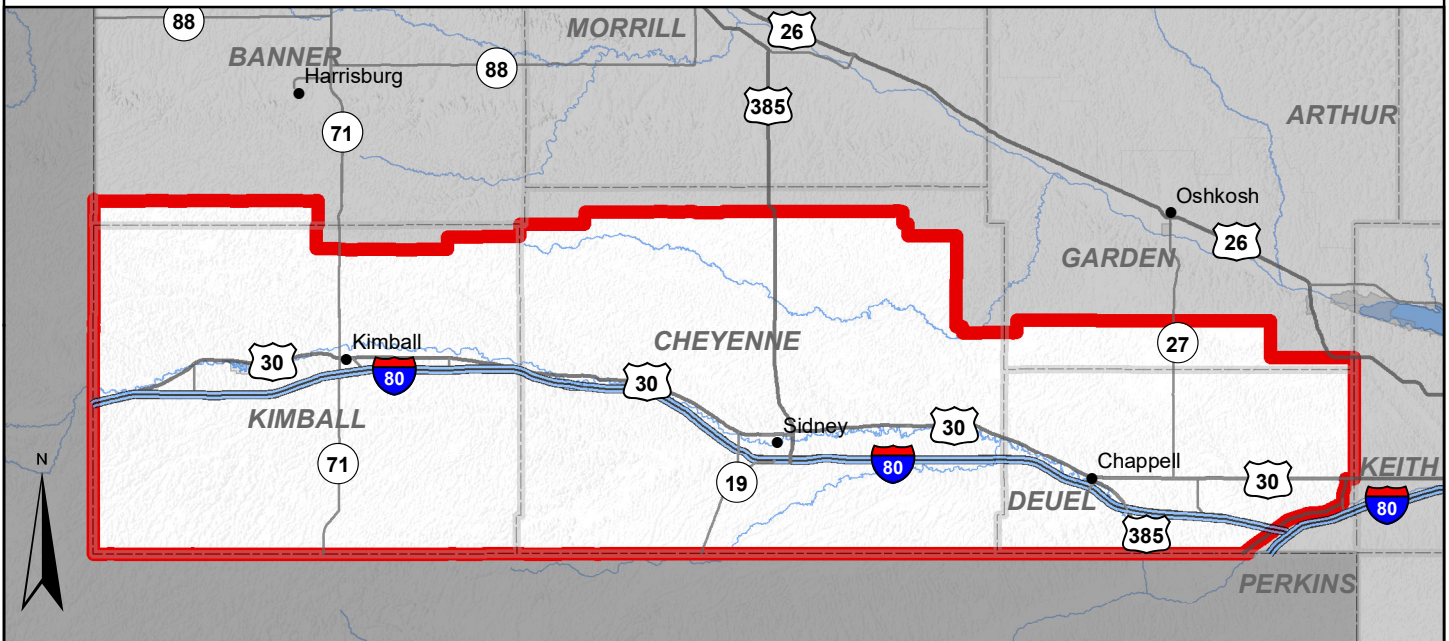 88
MORRILL
26
BANNER
Harrisburg
88
385
71
ARTHUR
Oshkosh
26
GARDEN
CHEYENNE
27
Kimball
30
80
30
KIMBALL
Sidney
30
71
80
Chappell
19
30
KEITH
80
DEUEL
385
N
PERKINS